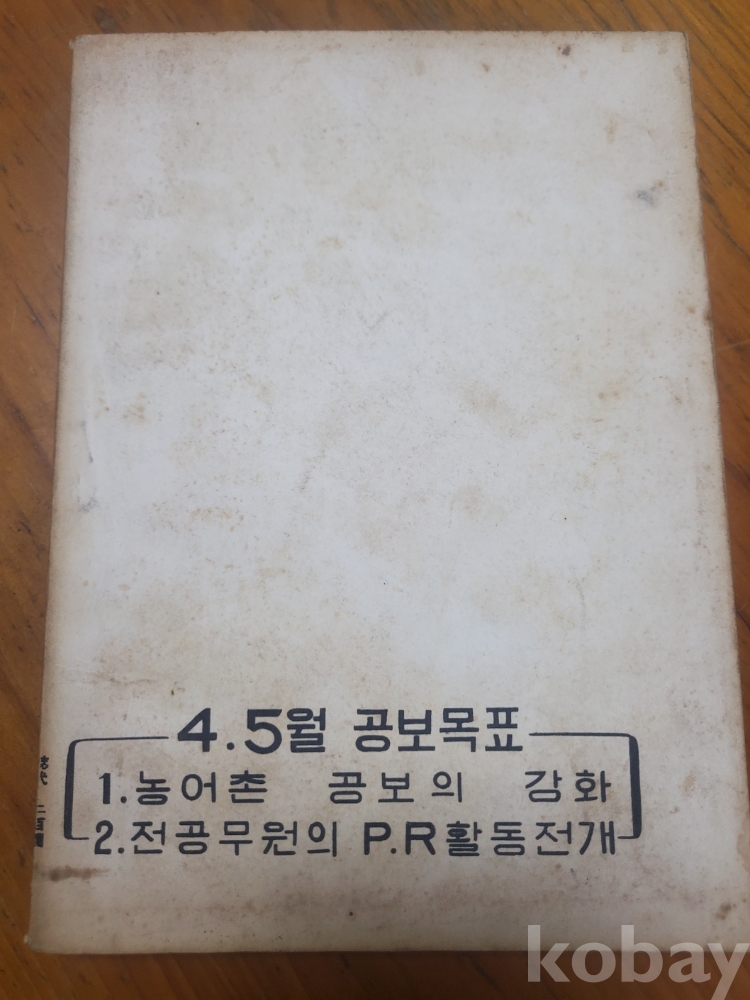 4.5월 공보목표
1.농어촌 공보의 강화
2.전공무원의 P.R활동전개
kobay